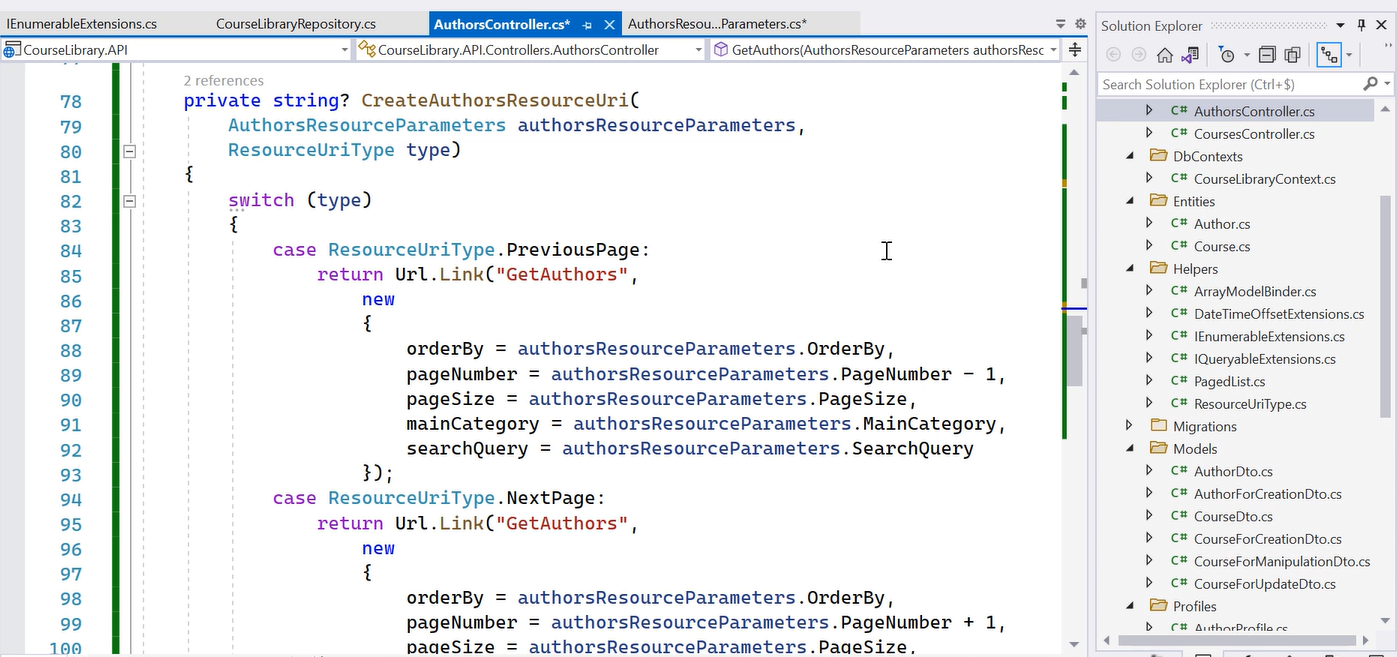 IEnumerableExtensions.cs CourseLibraryRepository.cs AuthorsController.cs* AuthorsResou...Parameters.cs*
CourseLibrary.API CourseLibrary.API.Controllers.AuthorsController GetAuthors(AuthorsResourceParameters authorsResc
2 references
78 private string? CreateAuthorsResourceUri(
79 AuthorsResourceParameters authorsResourceParameters,
80 ResourceUriType type)
81 {
82 switch (type)
83 {
84 case ResourceUriType.PreviousPage:
85 return Url.Link("GetAuthors",
86 new
87 {
88 orderBy = authorsResourceParameters.OrderBy,
89 pageNumber = authorsResourceParameters.PageNumber - 1,
90 pageSize = authorsResourceParameters.PageSize,
91 mainCategory = authorsResourceParameters.MainCategory,
92 searchQuery = authorsResourceParameters.SearchQuery
93 });
94 case ResourceUriType.NextPage:
95 return Url.Link("GetAuthors",
96 new
97 {
98 orderBy = authorsResourceParameters.OrderBy,
99 pageNumber = authorsResourceParameters.PageNumber + 1,
100 pageSize = authorsResourceParameters.PageSize,
Solution Explorer
Search Solution Explorer (Ctrl+$)
C# AuthorsController.cs
C# CoursesController.cs
DbContexts
C# CourseLibraryContext.cs
Entities
C# Author.cs
C# Course.cs
Helpers
C# ArrayModelBinder.cs
C# DateTimeOffsetExtensions.cs
C# IEnumerableExtensions.cs
C# IQueryableExtensions.cs
C# PagedList.cs
C# ResourceUriType.cs
Migrations
Models
C# AuthorDto.cs
C# AuthorForCreationDto.cs
C# CourseDto.cs
C# CourseForCreationDto.cs
C# CourseForManipulationDto.cs
C# CourseForUpdateDto.cs
Profiles
C# AuthorProfile.cs